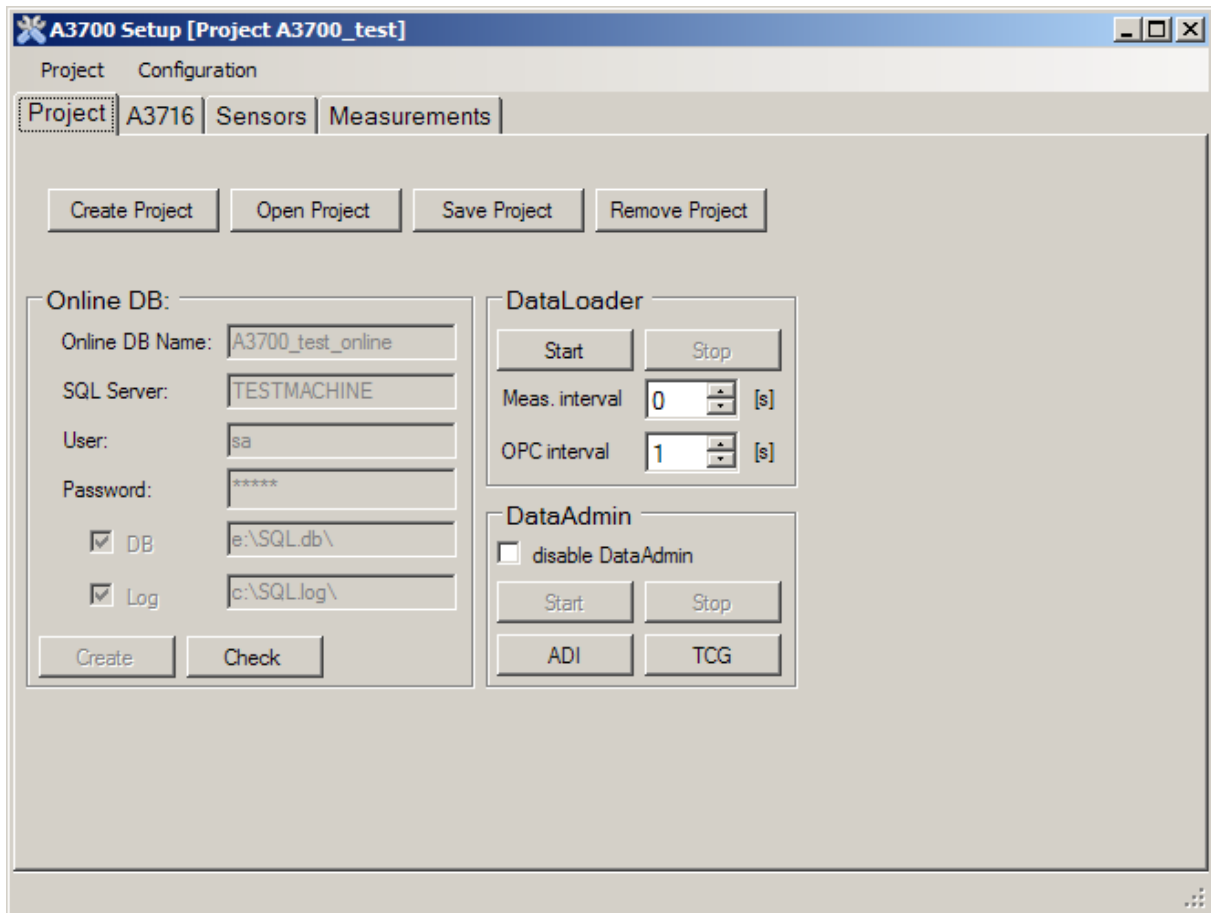 A3700 Setup [Project A3700_test]
Project Configuration
Project A3716 Sensors Measurements
Create Project Open Project Save Project Remove Project
Online DB:
Online DB Name: A3700_test_online
SQL Server: TESTMACHINE
User: sa
Password: *****
DB e:\SQL.db\
Log c:\SQL.log\
Create Check
DataLoader
Start Stop
Meas. interval 0 [s]
OPC interval 1 [s]
DataAdmin
disable DataAdmin
Start Stop
ADI TCG